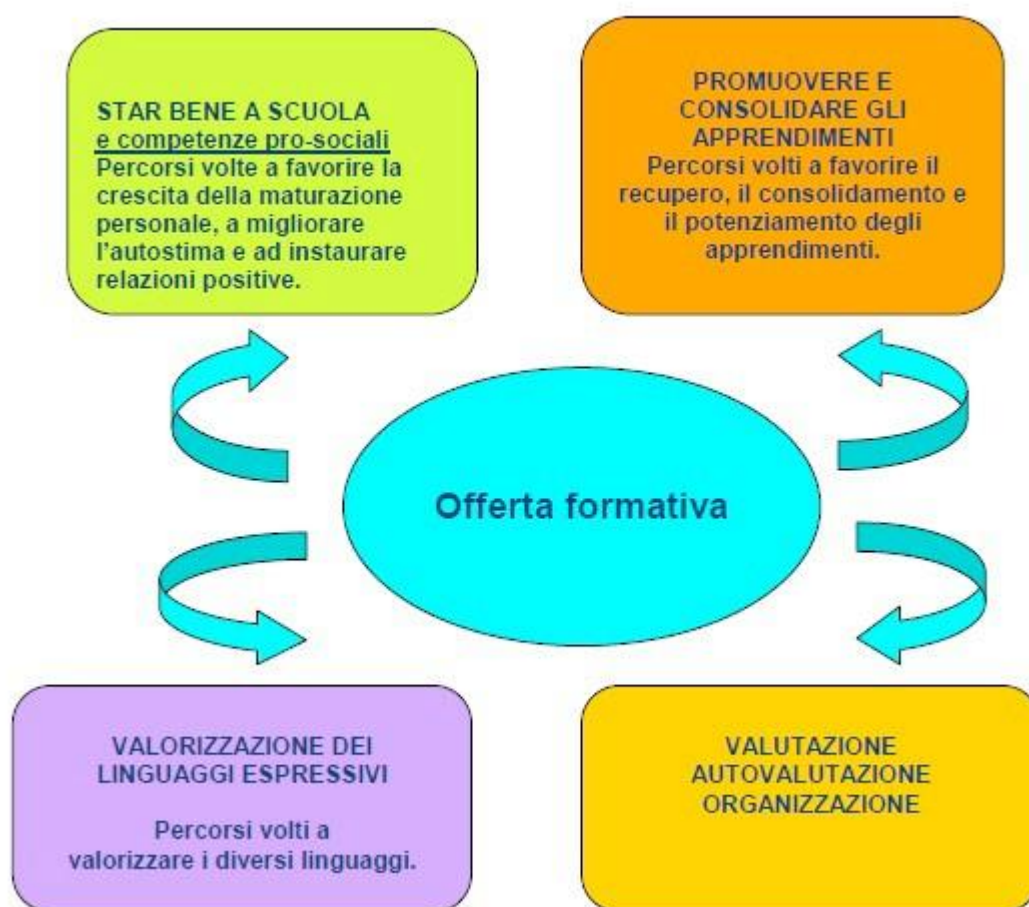 STAR BENE A SCUOLA
e competenze pro-sociali
Percorsi volte a favorire la
crescita della maturazione
personale, a migliorare
l'autostima e ad instaurare
relazioni positive.
PROMUOVERE E
CONSOLIDARE GLI
APPRENDIMENTI
Percorsi volti a favorire il
recupero, il consolidamento e
il potenziamento degli
apprendimenti.
Offerta formativa
VALORIZZAZIONE DEI
LINGUAGGI ESPRESSIVI
Percorsi volti a
valorizzare i diversi linguaggi.
VALUTAZIONE
AUTOVALUTAZIONE
ORGANIZZAZIONE